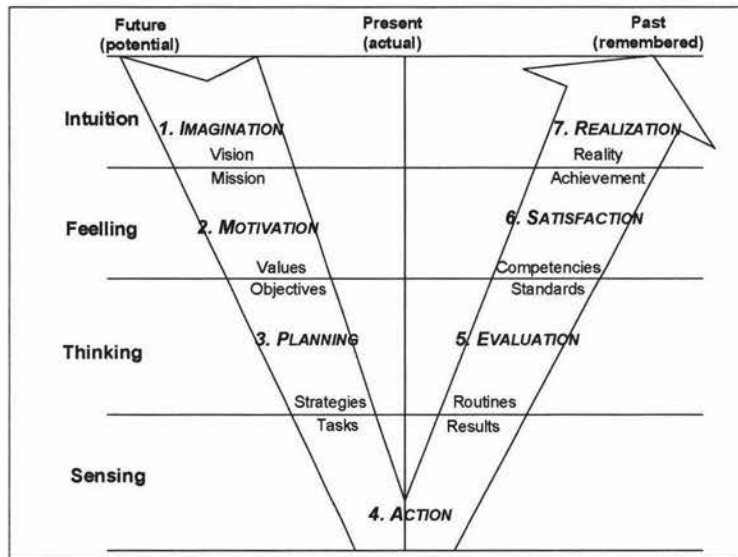 Future Present Past
(potential) (actual) (remembered)
Intuition 1. IMAGINATION 7. REALIZATION
Vision Reality
Mission Achievement
Feelling 2. MOTIVATION 6. SATISFACTION
Values Competencies
Objectives Standards
Thinking 3. PLANNING 5. EVALUATION
Strategies Routines
Tasks Results
Sensing
4. ACTION